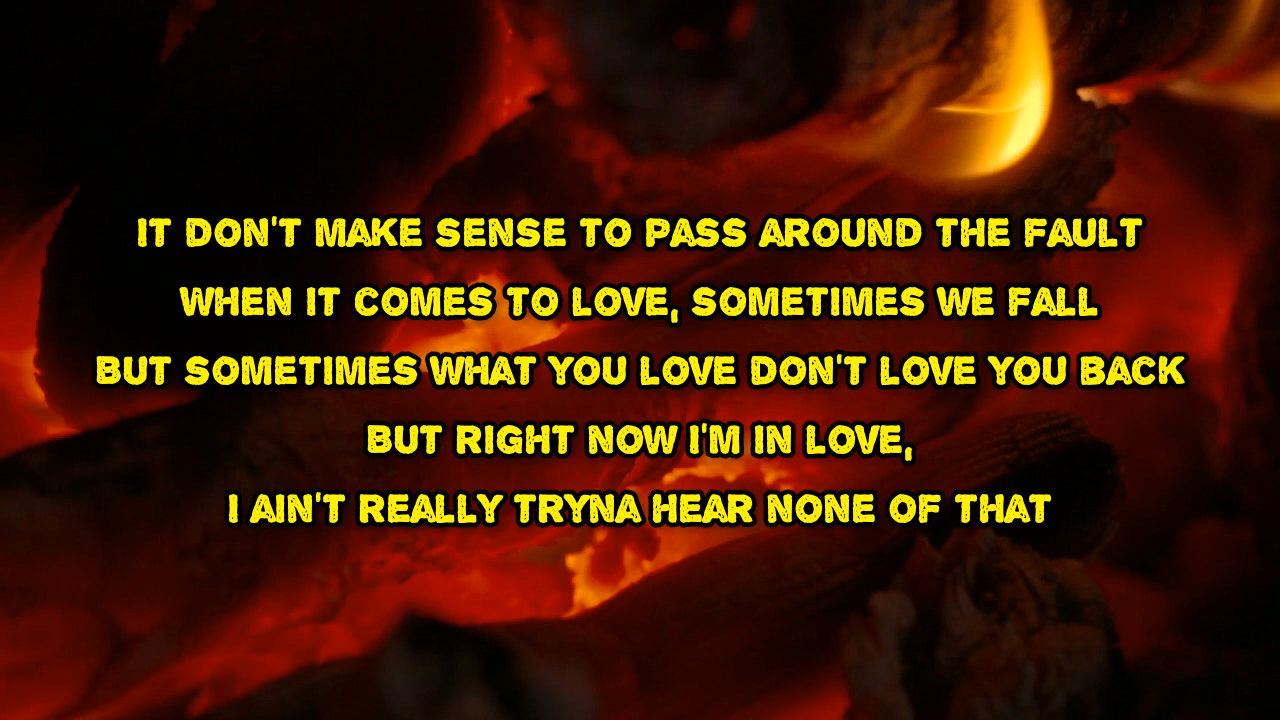 IT DON'T MAKE SENSE TO PASS AROUND THE FAULT
WHEN IT COMES TO LOVE, SOMETIMES WE FALL
BUT SOMETIMES WHAT YOU LOVE DON'T LOVE YOU BACK
BUT RIGHT NOW I'M IN LOVE,
I AIN'T REALLY TRYNA HEAR NONE OF THAT